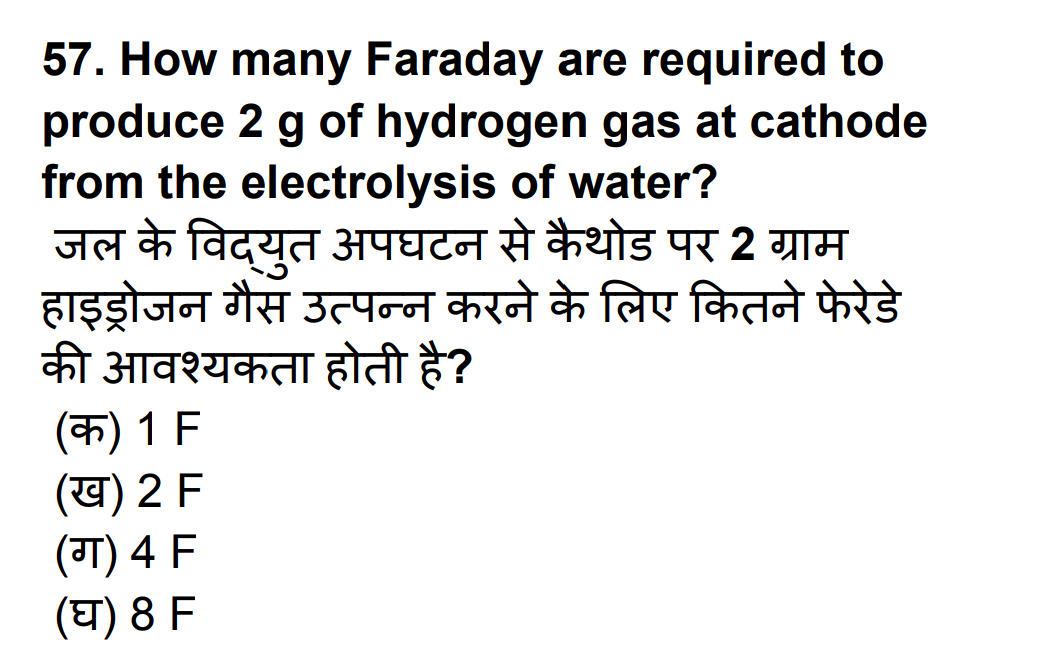 57. How many Faraday are required to
produce 2 g of hydrogen gas at cathode
from the electrolysis of water?
जल के विद्युत अपघटन से कैथोड पर 2 ग्राम
हाइड्रोजन गैस उत्पन्न करने के लिए कितने फेरेडे
की आवश्यकता होती है?
(क) 1 F
(ख) 2 F
(ग) 4 F
(घ) 8 F